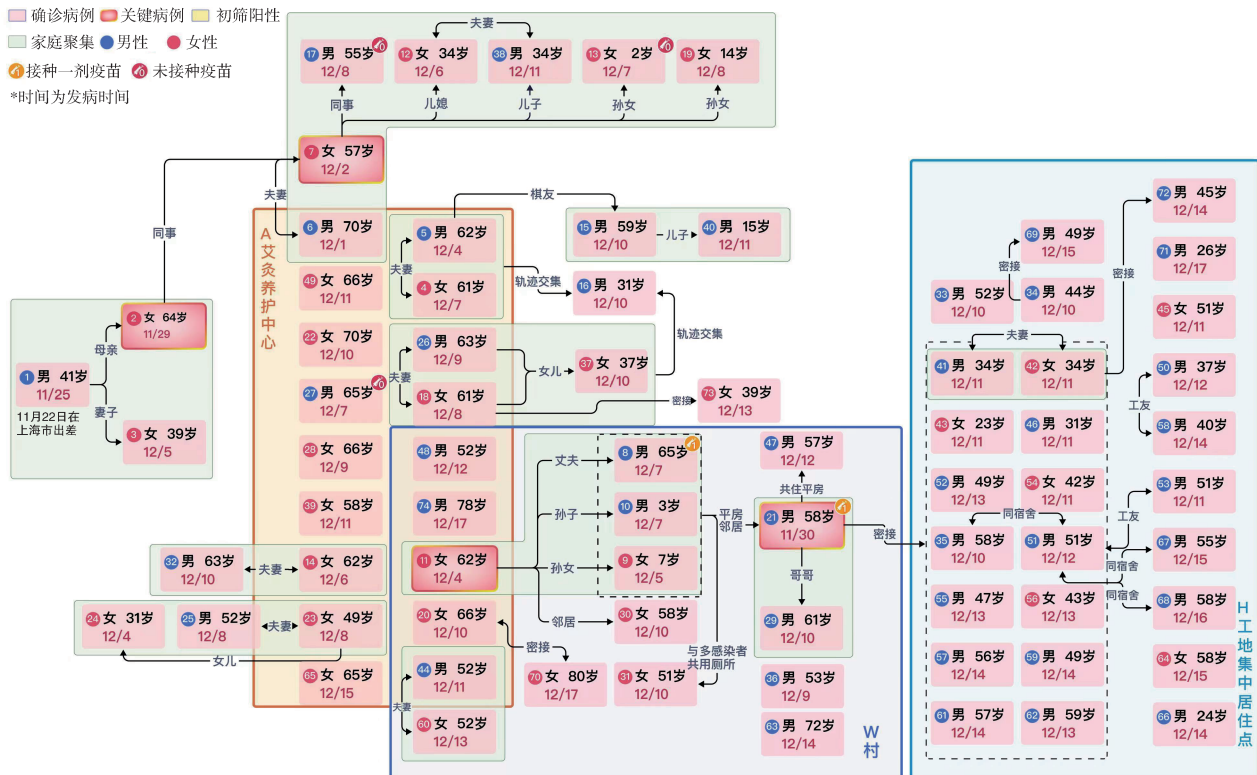 确诊病例 关键病例 初筛阳性
家庭聚集 男性 女性
接种一剂疫苗 未接种疫苗
*时间为发病时间
夫妻
17 男 55岁
12/8
12 女 34岁
12/6
38 男 34岁
12/11
13 女 2岁
12/7
19 女 14岁
12/8
同事
儿媳
儿子
孙女
孙女
7 女 57岁
12/2
夫妻
同事
6 男 70岁
12/1
2 女 64岁
11/29
母亲
1 男 41岁
11/25
11月22日在
上海市出差
妻子
3 女 39岁
12/5
A艾灸养护中心
49 女 66岁
12/11
22 女 70岁
12/10
27 男 65岁
12/7
28 女 66岁
12/9
39 女 58岁
12/11
14 女 62岁
12/6
夫妻
32 男 63岁
12/10
23 女 49岁
12/8
夫妻
25 男 52岁
12/8
24 女 31岁
12/4
女儿
65 女 65岁
12/15
5 男 62岁
12/4
夫妻
4 女 61岁
12/7
棋友
15 男 59岁
12/10
儿子
40 男 15岁
12/11
轨迹交集
16 男 31岁
12/10
轨迹交集
26 男 63岁
12/9
夫妻
18 女 61岁
12/8
女儿
37 女 37岁
12/10
密接
73 女 39岁
12/13
48 男 52岁
12/12
74 男 78岁
12/17
11 女 62岁
12/4
20 女 66岁
12/10
44 男 52岁
12/11
夫妻
60 女 52岁
12/13
丈夫
8 男 65岁
12/7
孙子
10 男 3岁
12/7
孙女
9 女 7岁
12/5
邻居
30 女 58岁
12/10
密接
70 女 80岁
12/17
31 女 51岁
12/10
与多感染者
共用厕所
平房
邻居
47 男 57岁
12/12
共住平房
21 男 58岁
11/30
哥哥
29 男 61岁
12/10
36 男 53岁
12/9
63 男 72岁
12/14
W村
密接
69 男 49岁
12/15
密接
33 男 52岁
12/10
34 男 44岁
12/10
夫妻
41 男 34岁
12/11
42 女 34岁
12/11
密接
43 女 23岁
12/11
46 男 31岁
12/11
52 男 49岁
12/13
54 女 42岁
12/11
同宿舍
35 男 58岁
12/10
51 男 51岁
12/12
55 男 47岁
12/13
56 女 43岁
12/13
57 男 56岁
12/14
59 男 49岁
12/14
61 男 57岁
12/14
62 男 59岁
12/13
72 男 45岁
12/14
71 男 26岁
12/17
45 女 51岁
12/11
50 男 37岁
12/12
工友
58 男 40岁
12/14
53 男 51岁
12/11
工友
67 男 55岁
12/15
同宿舍
68 男 58岁
12/16
同宿舍
64 女 58岁
12/15
66 男 24岁
12/14
H工地集中居住点